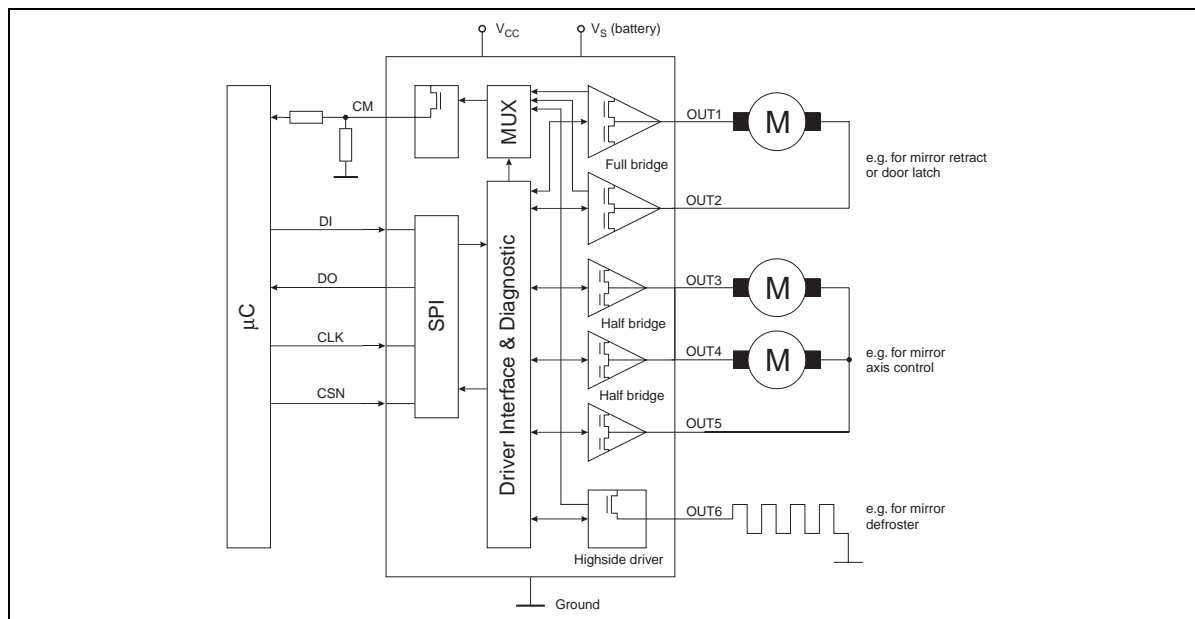 V_CC
V_S (battery)
CM
MUX
OUT1
M
Full bridge
e.g. for mirror retract
or door latch
OUT2
DI
OUT3
M
DO
µC
SPI
Driver Interface & Diagnostic
Half bridge
CLK
OUT4
M
e.g. for mirror
axis control
Half bridge
CSN
OUT5
OUT6
e.g. for mirror
defroster
Highside driver
Ground